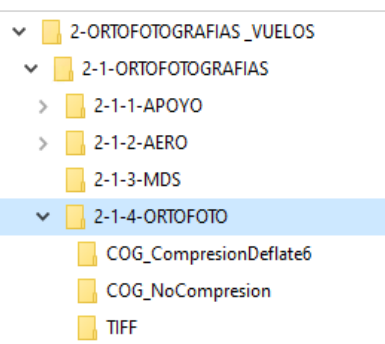 2-ORTOFOTOGRAFIAS _VUELOS
2-1-ORTOFOTOGRAFIAS
2-1-1-APOYO
2-1-2-AERO
2-1-3-MDS
2-1-4-ORTOFOTO
COG_CompresionDeflate6
COG_NoCompresion
TIFF